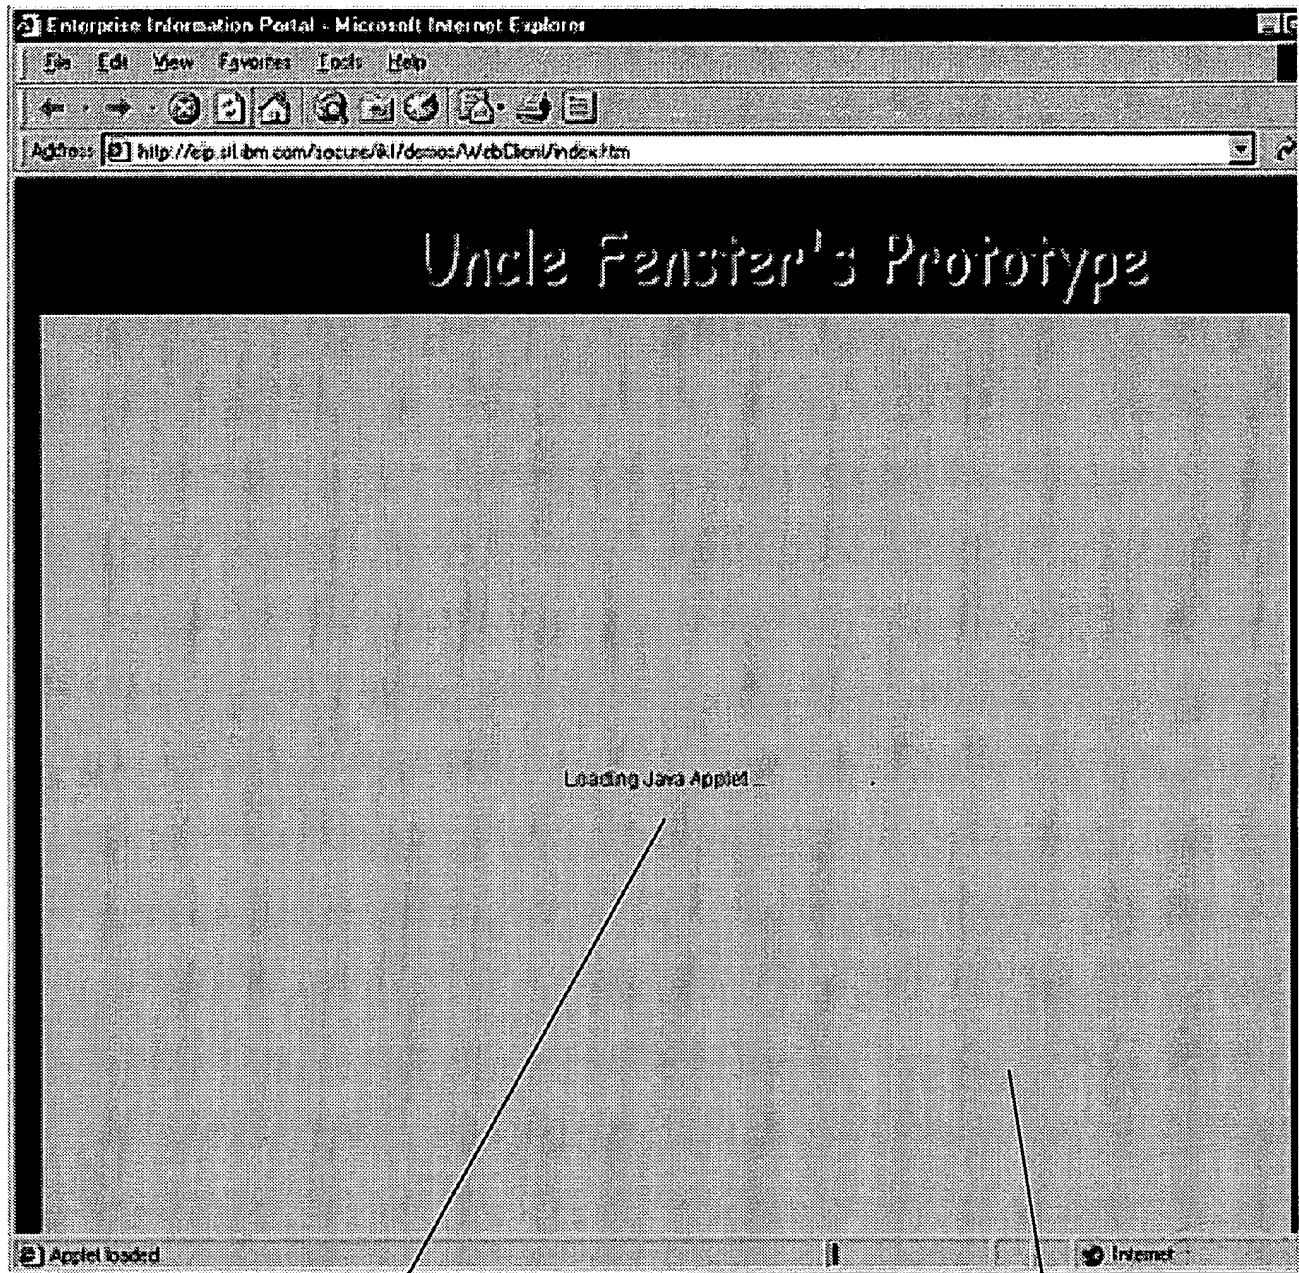 Enterprise Information Portal - Microsoft Internet Explorer
File Edit View Favorites Tools Help
Address http://eip.stl.ibm.com/secure/ikf/demos/WebClient/index.htm
Uncle Fenster's Prototype
Loading Java Applet ...
Applet loaded
Internet